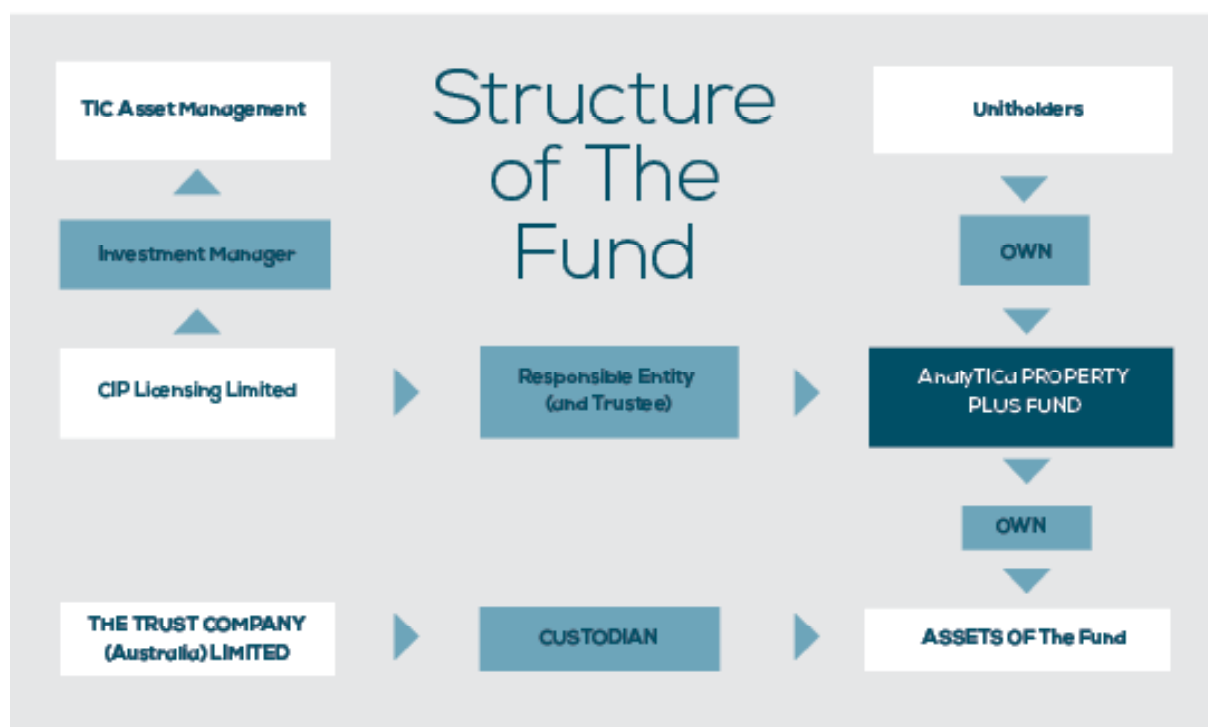 Structure
of The
Fund
TIC Asset Management
Unitholders
Investment Manager
OWN
CIP Licensing Limited
Responsible Entity
(and Trustee)
AnalyTICa PROPERTY
PLUS FUND
OWN
THE TRUST COMPANY
(Australia) LIMITED
CUSTODIAN
ASSETS OF The Fund